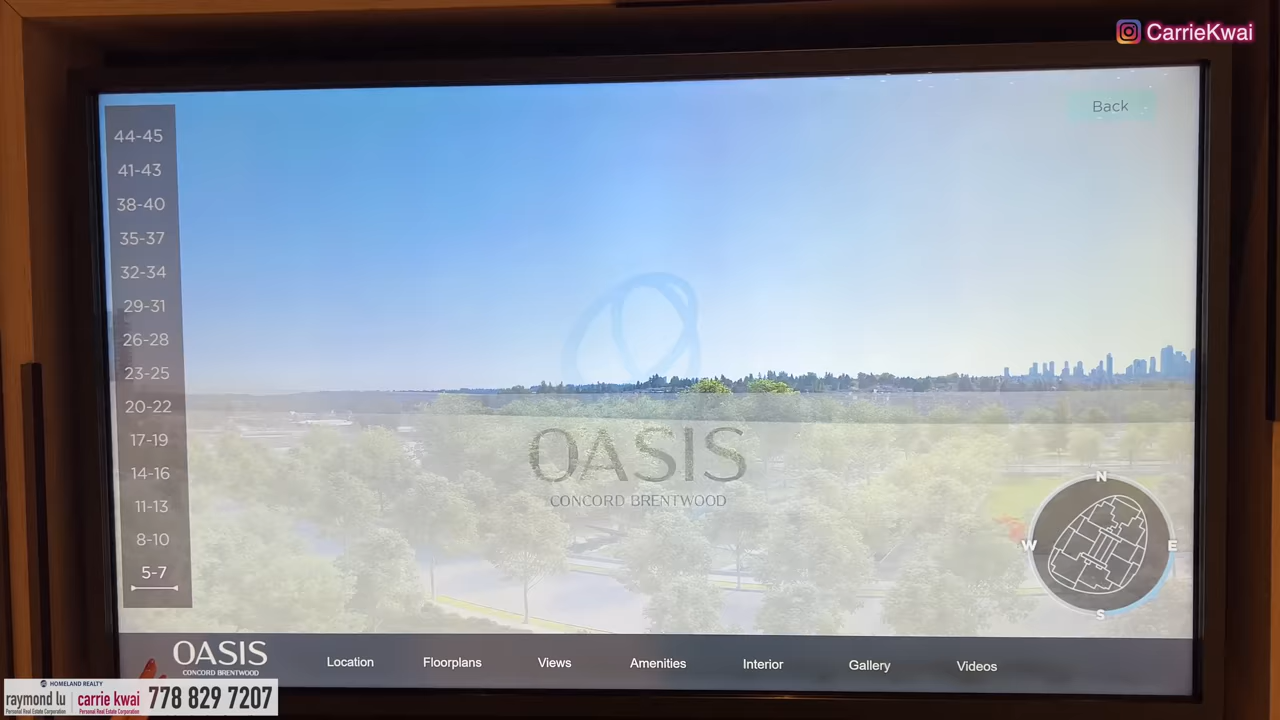 CarrieKwai
Back
44-45
41-43
38-40
35-37
32-34
29-31
26-28
23-25
20-22
17-19
14-16
11-13
8-10
5-7
OASIS
CONCORD BRENTWOOD
N
W
E
S
OASIS
CONCORD BRENTWOOD
Location
Floorplans
Views
Amenities
Interior
Gallery
Videos
HOMELAND REALTY
raymond lu
Personal Real Estate Corporation
carrie kwai
Personal Real Estate Corporation
778 829 7207